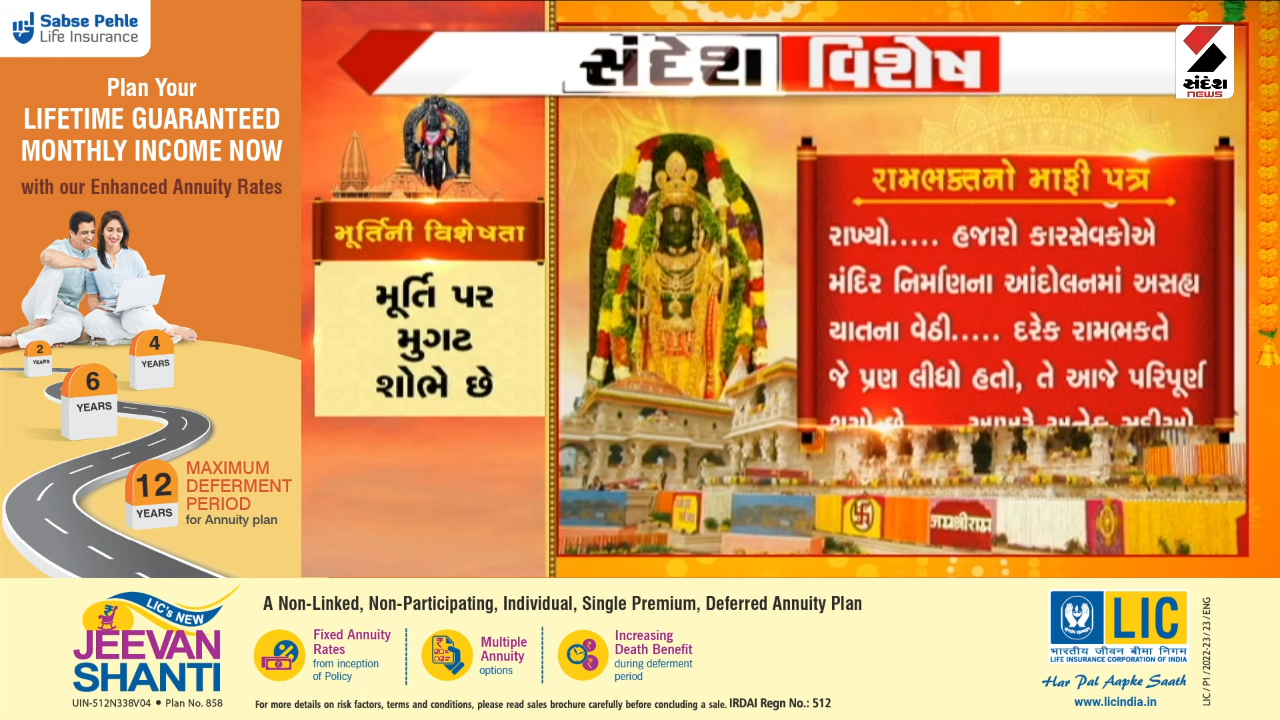 Sabse Pehle
Life Insurance
Plan Your
LIFETIME GUARANTEED
MONTHLY INCOME NOW
with our Enhanced Annuity Rates
2
YEARS
4
YEARS
6
YEARS
12
YEARS
MAXIMUM
DEFERMENT
PERIOD
for Annuity plan
સંદેશ વિશેષ
સંદેશ
NEWS
મૂર્તિની વિશેષતા
મૂર્તિ પર
મુગટ
શોભે છે
રામભક્તનો માફી પત્ર
રાખ્યો..... હજારો કારસેવકોએ
મંદિર નિર્માણના આંદોલનમાં અસહ્ય
યાતના વેઠી..... દરેક રામભકતે
જે પ્રણ લીધો હતો, તે આજે પરિપૂર્ણ
जय श्री राम
LIC's NEW
JEEVAN
SHANTI
UIN-512N338V04 • Plan No. 858
A Non-Linked, Non-Participating, Individual, Single Premium, Deferred Annuity Plan
Fixed Annuity
Rates
from inception
of Policy
Multiple
Annuity
options
Increasing
Death Benefit
during deferment
period
For more details on risk factors, terms and conditions, please read sales brochure carefully before concluding a sale. IRDAI Regn No.: 512
LIC
भारतीय जीवन बीमा निगम
LIFE INSURANCE CORPORATION OF INDIA
Har Pal Aapke Saath
www.licindia.in
LIC / P1 / 2022-23 / 23 / ENG